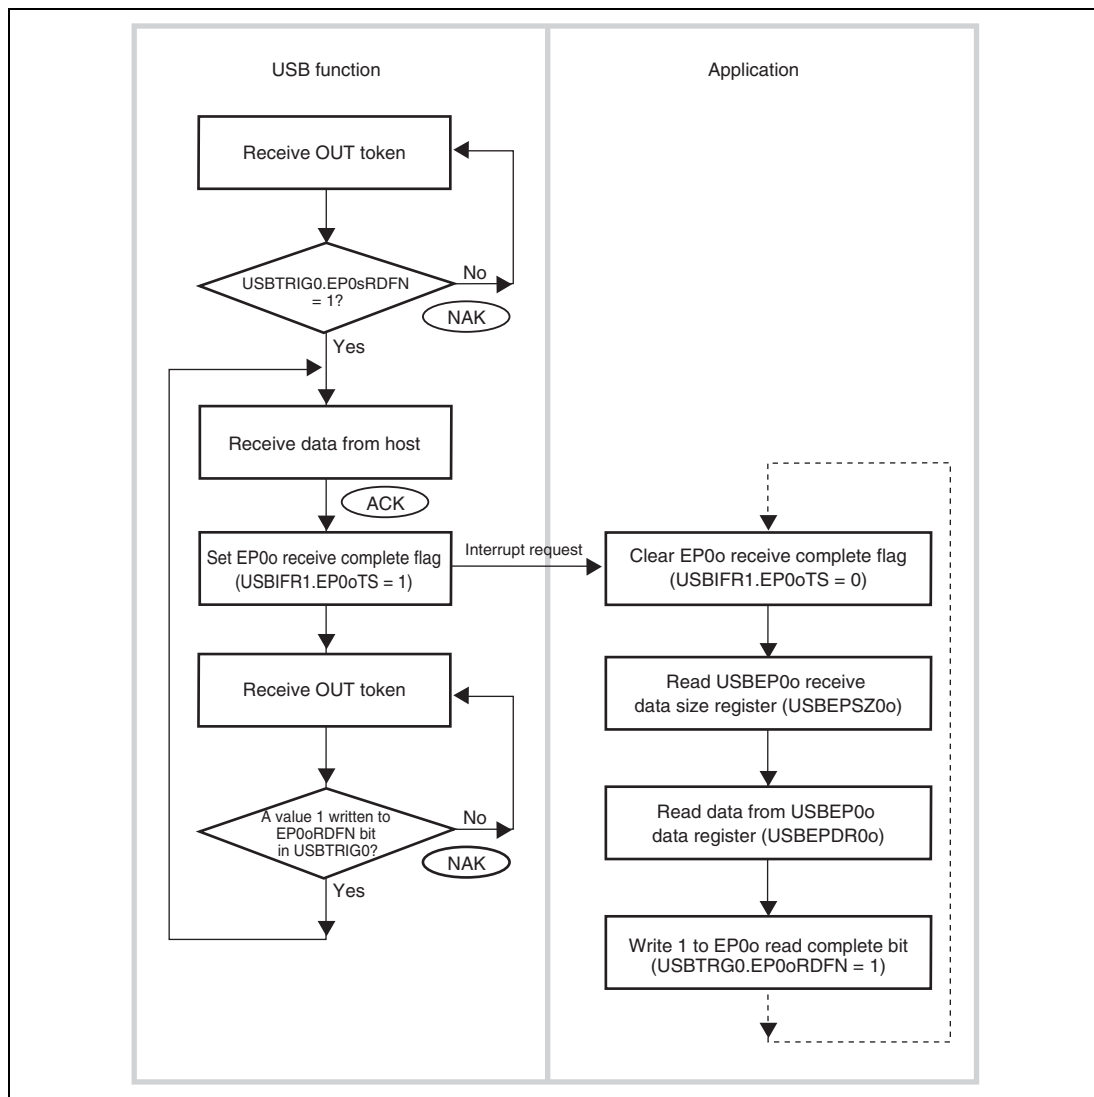 USB function
Application
Receive OUT token
USBTRIG0.EP0sRDFN
= 1?
No
NAK
Yes
Receive data from host
ACK
Set EP0o receive complete flag
(USBIFR1.EP0oTS = 1)
Interrupt request
Clear EP0o receive complete flag
(USBIFR1.EP0oTS = 0)
Receive OUT token
Read USBEP0o receive
data size register (USBEPSZ0o)
A value 1 written to
EP0oRDFN bit
in USBTRIG0?
No
NAK
Yes
Read data from USBEP0o
data register (USBEPDR0o)
Write 1 to EP0o read complete bit
(USBTRG0.EP0oRDFN = 1)